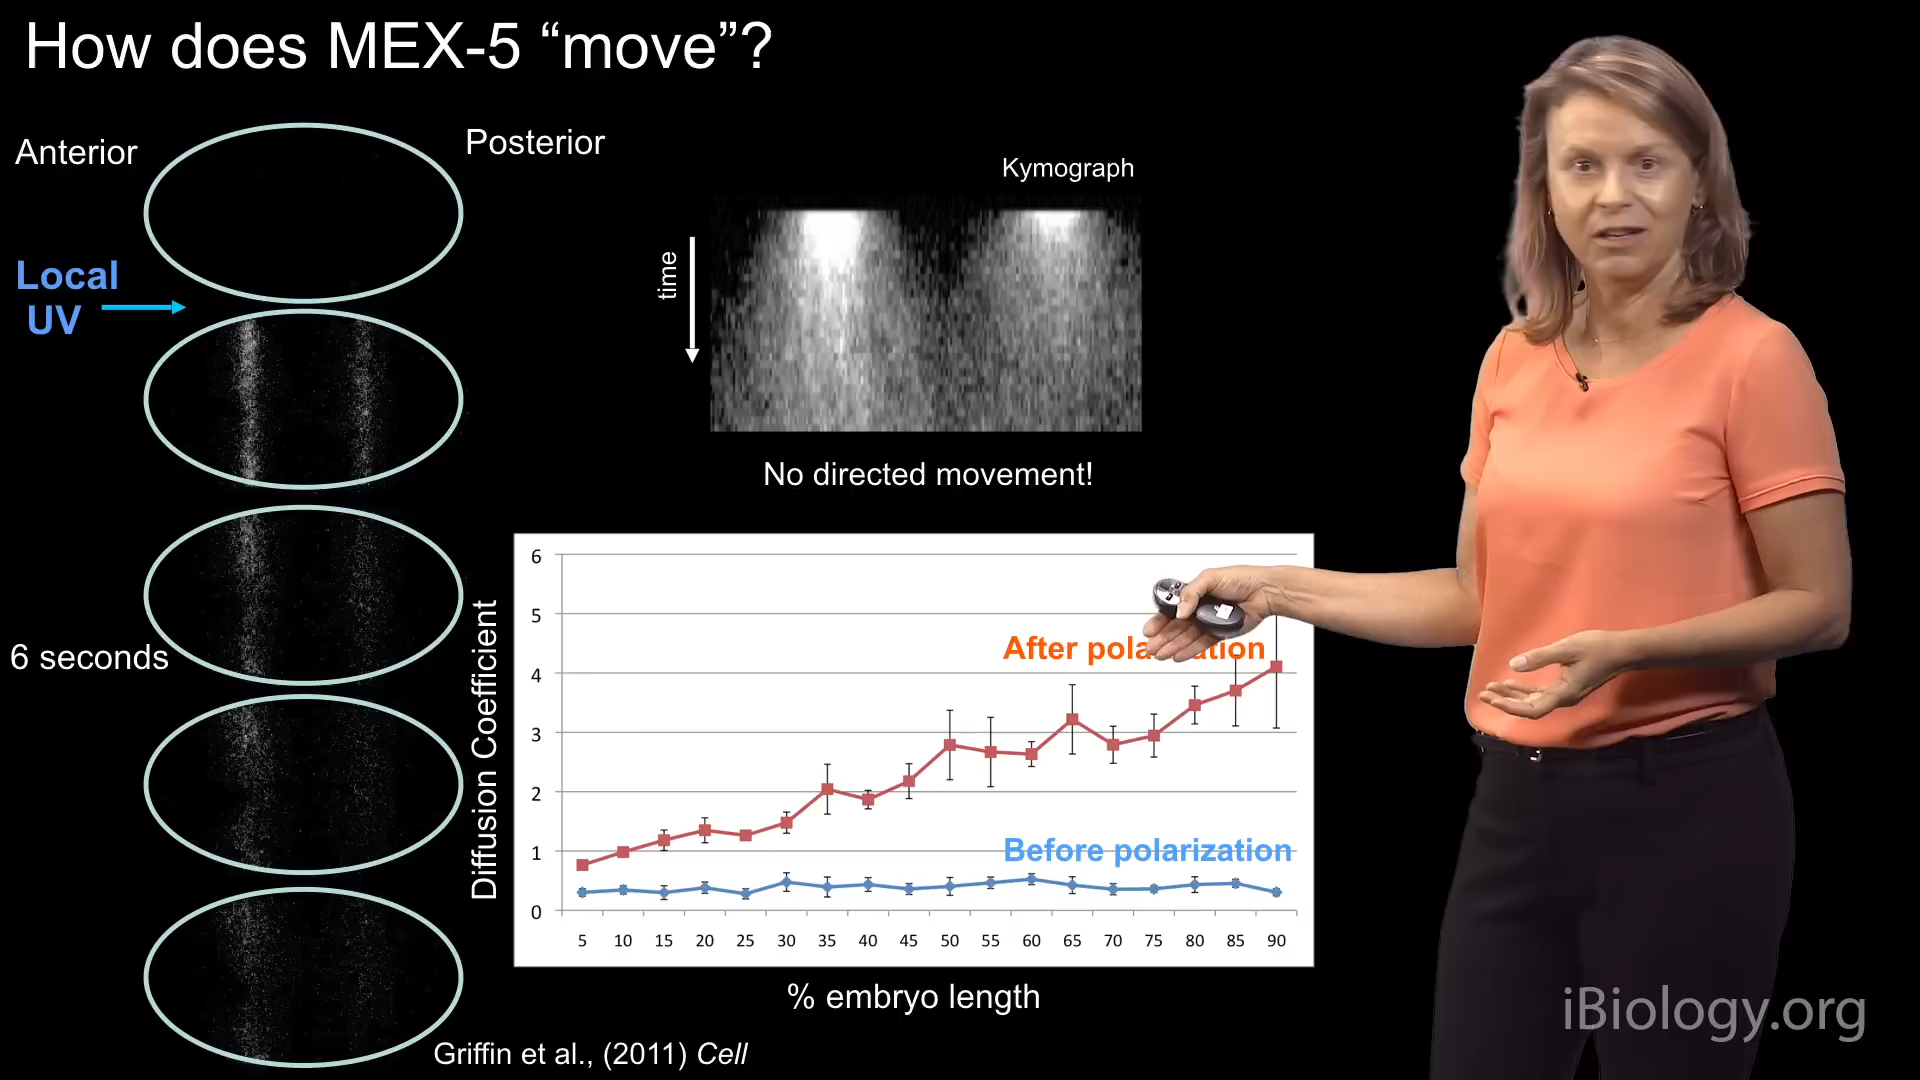 How does MEX-5 “move”?
Anterior
Posterior
Kymograph
Local
UV
time
No directed movement!
6 seconds
Diffusion Coefficient
6
5
4
3
2
1
0
After polarization
Before polarization
5 10 15 20 25 30 35 40 45 50 55 60 65 70 75 80 85 90
% embryo length
Griffin et al., (2011) Cell
iBiology.org